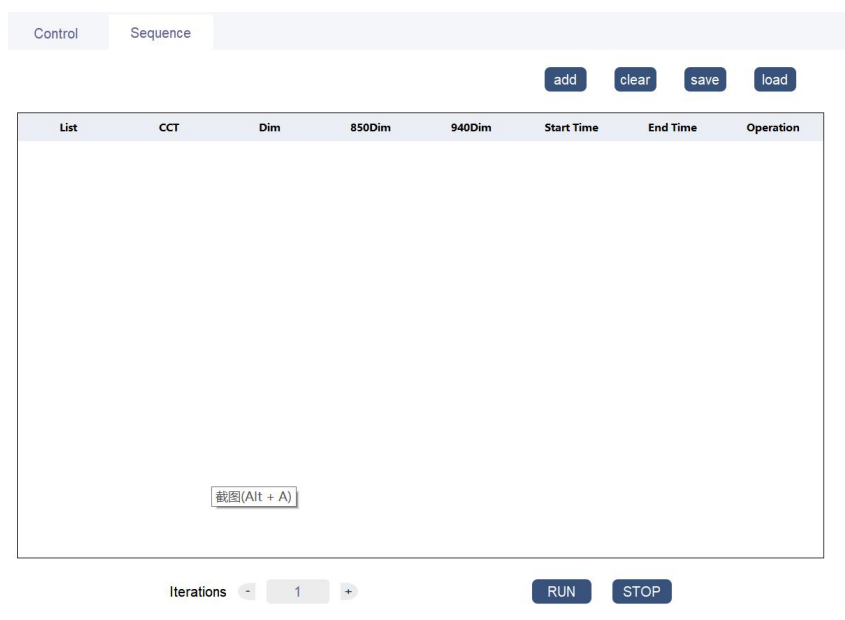 Control Sequence
add clear save load
List CCT Dim 850Dim 940Dim Start Time End Time Operation
截图(Alt + A)
Iterations - 1 + RUN STOP